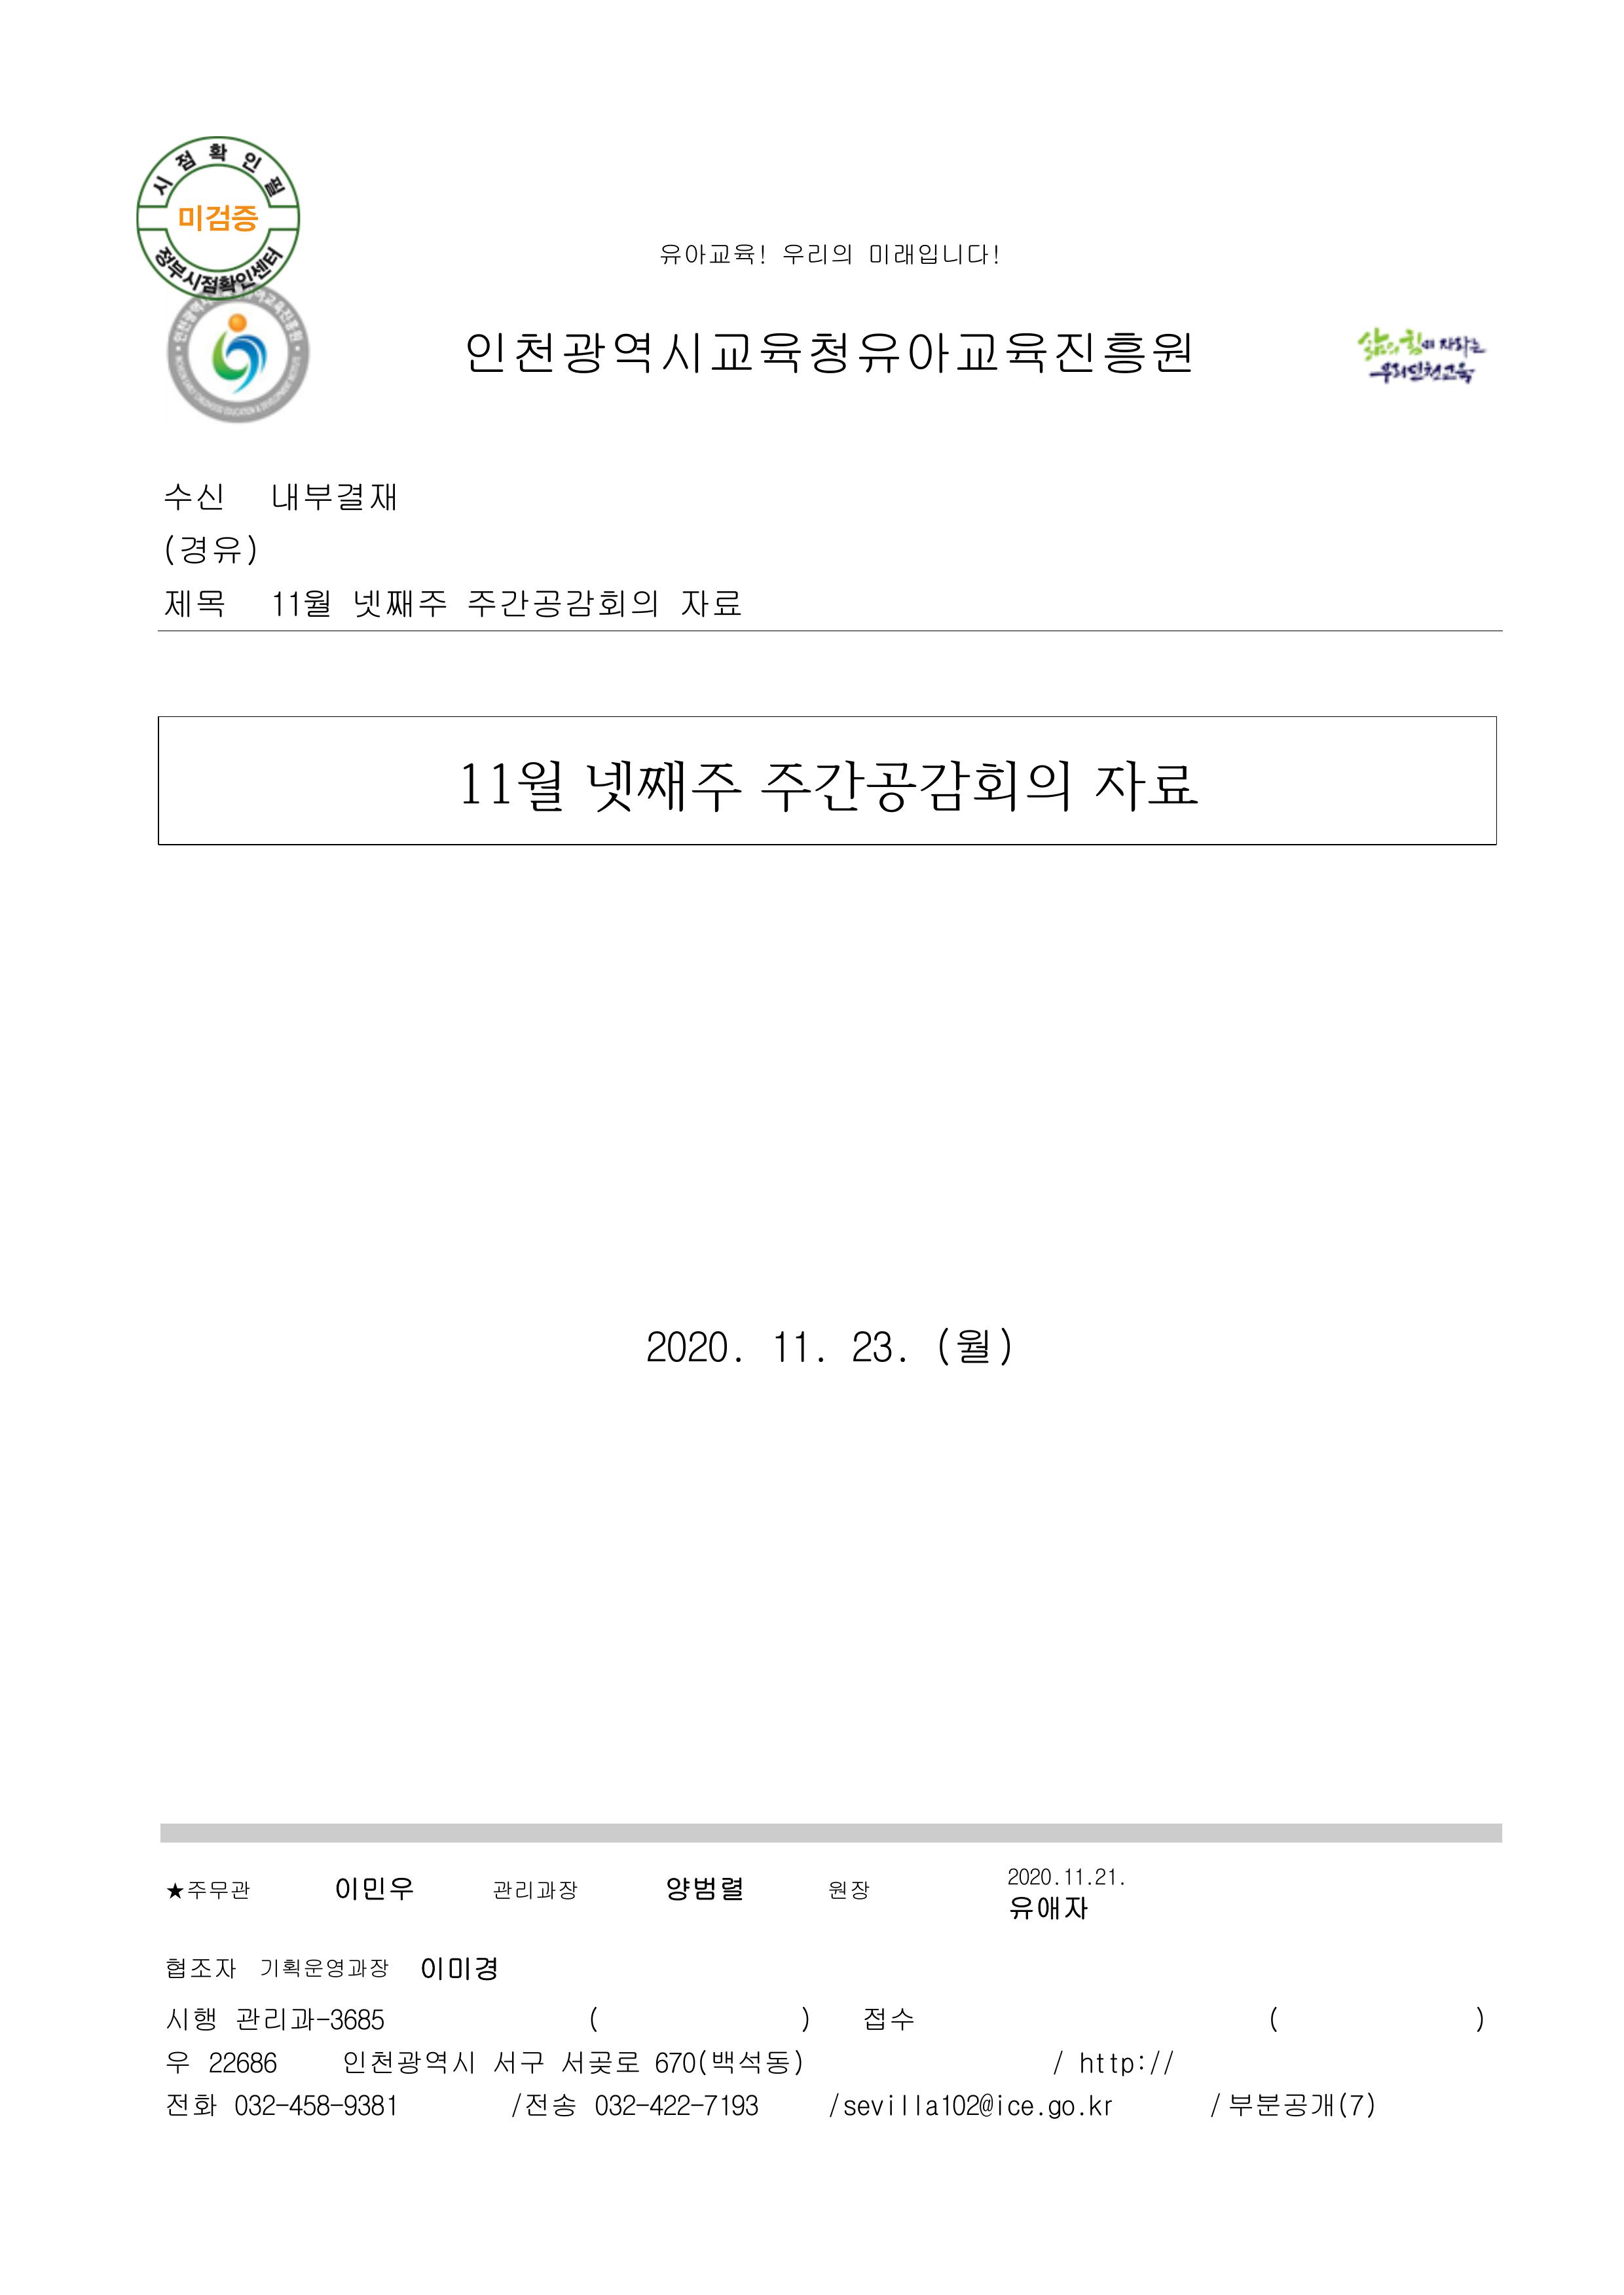 시점확인필
미검증
정부시점확인센터
유아교육! 우리의 미래입니다!
인천광역시교육청유아교육진흥원
삶의 힘이 자라는
우리인천교육
수신 내부결재
(경유)
제목 11월 넷째주 주간공감회의 자료
11월 넷째주 주간공감회의 자료
2020. 11. 23. (월)
2020.11.21.
★주무관 이민우 관리과장 양범렬 원장 유애자
협조자 기획운영과장 이미경
시행 관리과-3685 ( ) 접수 ( )
우 22686 인천광역시 서구 서곶로 670(백석동) / http://
전화 032-458-9381 /전송 032-422-7193 /sevilla102@ice.go.kr / 부분공개(7)